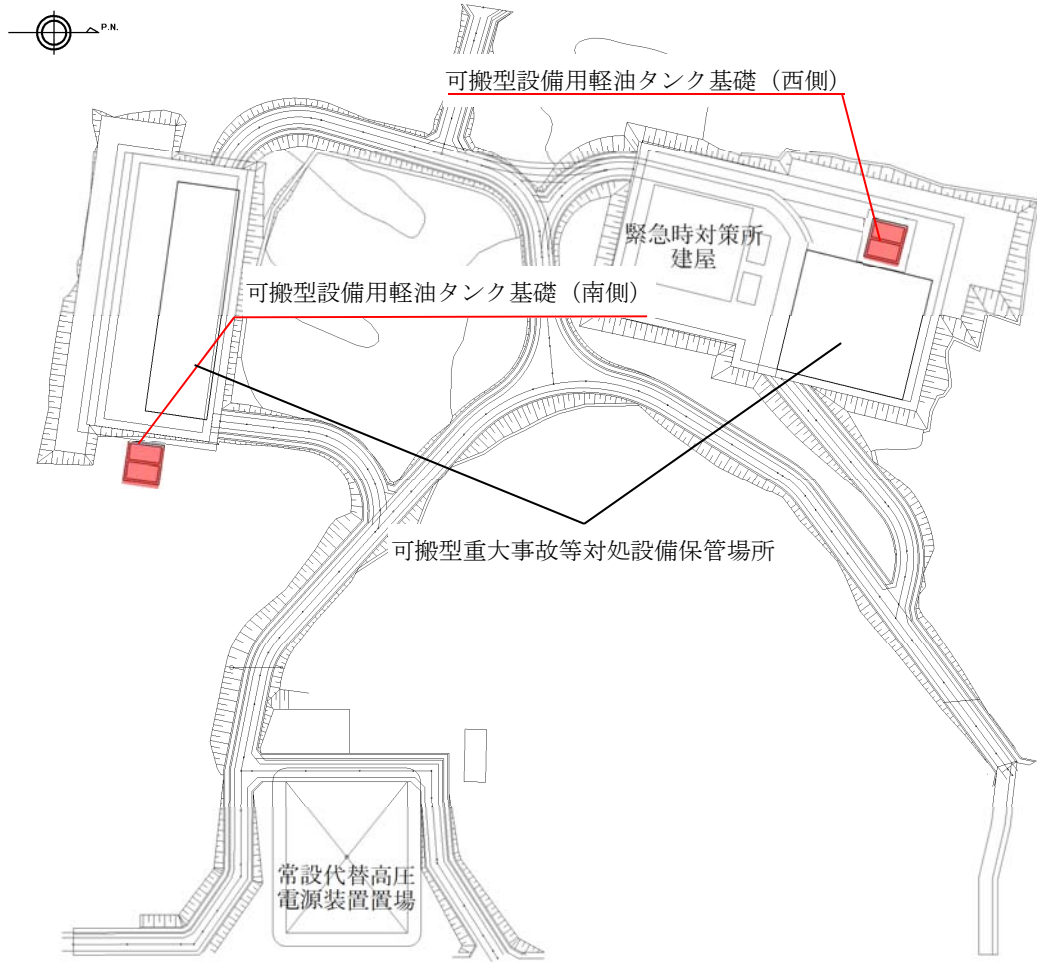 P.N.
可搬型設備用軽油タンク基礎（西側）
緊急時対策所
建屋
可搬型設備用軽油タンク基礎（南側）
可搬型重大事故等対処設備保管場所
常設代替高圧
電源装置置場